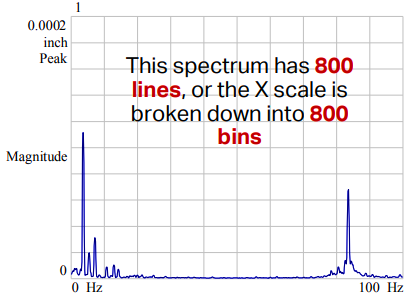 1
0.0002
inch
Peak
This spectrum has 800
lines, or the X scale is
broken down into 800
bins
Magnitude
0
0 Hz
100 Hz